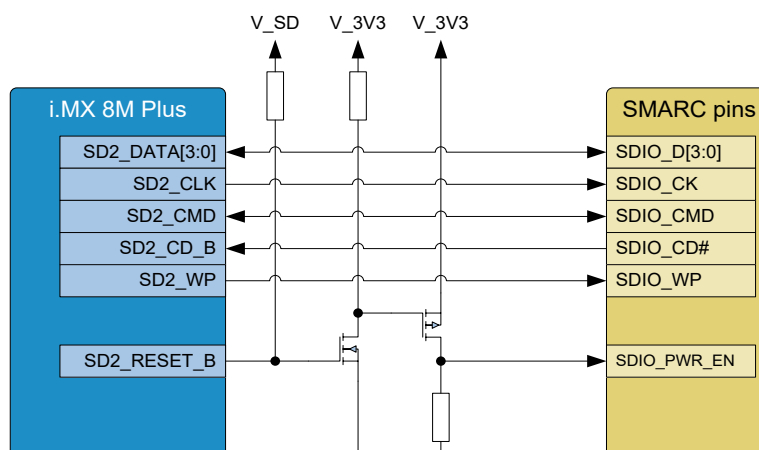 V_SD V_3V3 V_3V3
i.MX 8M Plus SMARC pins
SD2_DATA[3:0] SDIO_D[3:0]
SD2_CLK SDIO_CK
SD2_CMD SDIO_CMD
SD2_CD_B SDIO_CD#
SD2_WP SDIO_WP
SD2_RESET_B SDIO_PWR_EN